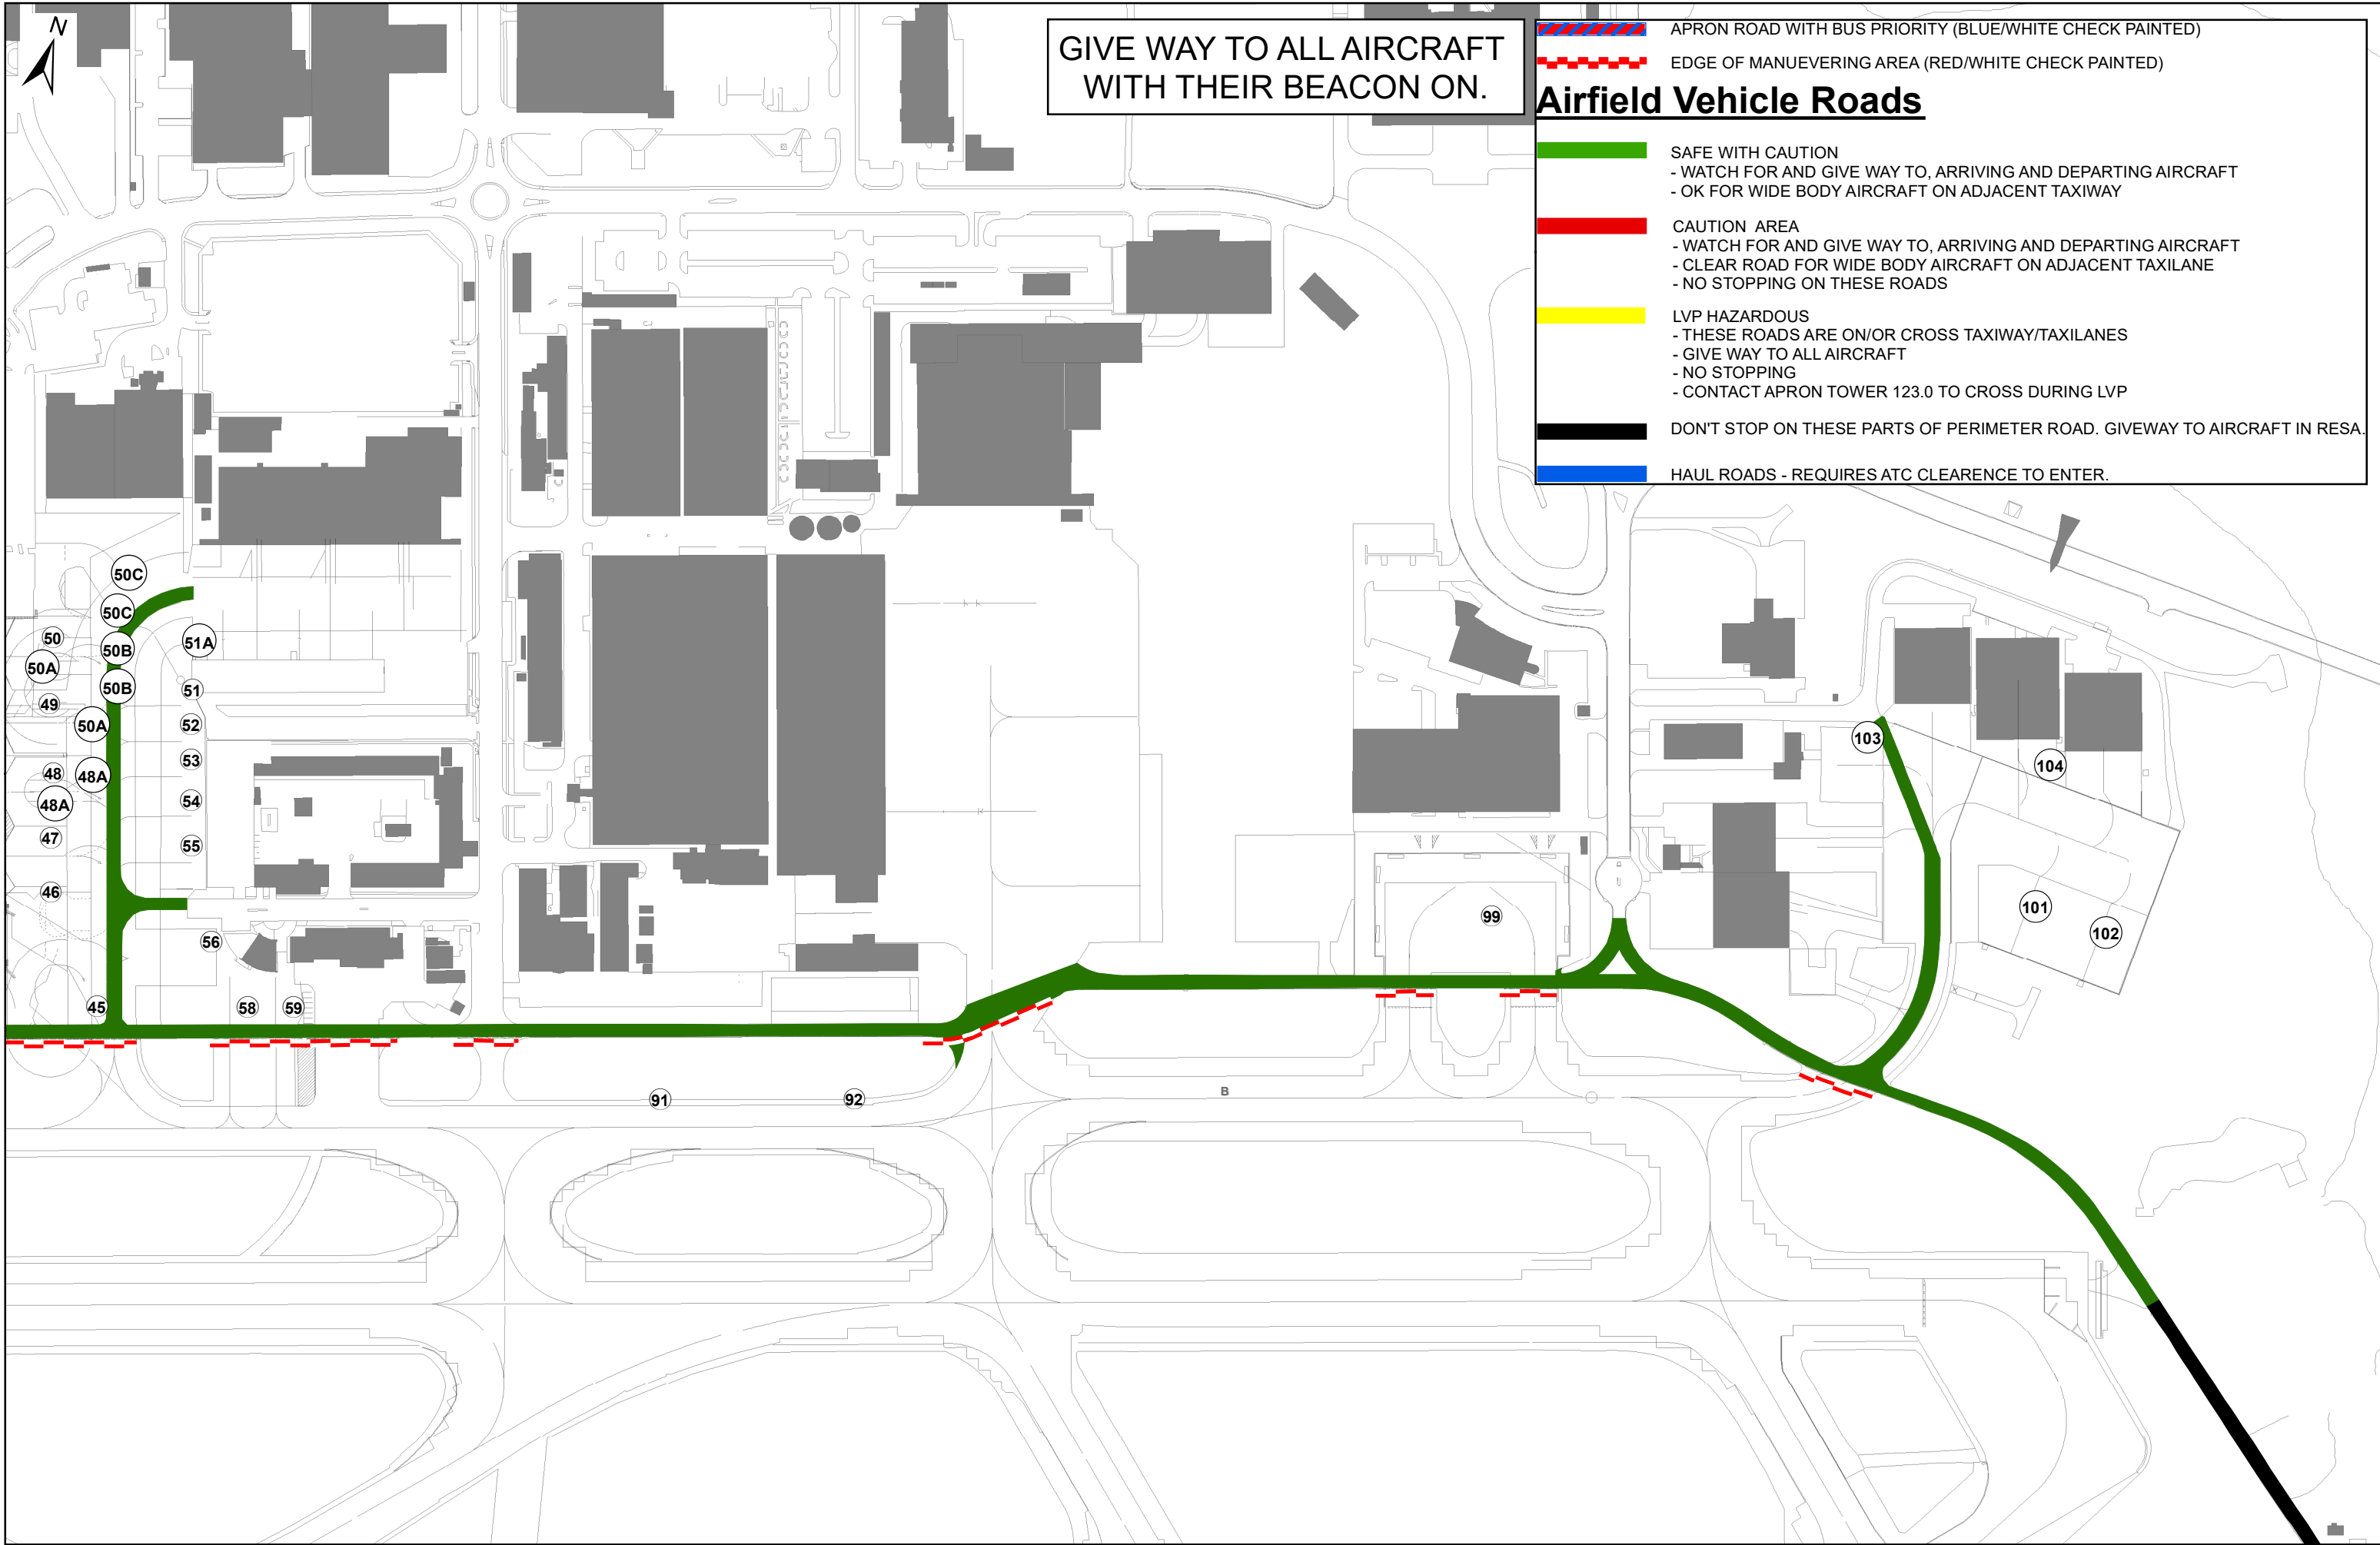 N
GIVE WAY TO ALL AIRCRAFT
WITH THEIR BEACON ON.
APRON ROAD WITH BUS PRIORITY (BLUE/WHITE CHECK PAINTED)
EDGE OF MANUEVERING AREA (RED/WHITE CHECK PAINTED)
Airfield Vehicle Roads
SAFE WITH CAUTION
- WATCH FOR AND GIVE WAY TO, ARRIVING AND DEPARTING AIRCRAFT
- OK FOR WIDE BODY AIRCRAFT ON ADJACENT TAXIWAY
CAUTION AREA
- WATCH FOR AND GIVE WAY TO, ARRIVING AND DEPARTING AIRCRAFT
- CLEAR ROAD FOR WIDE BODY AIRCRAFT ON ADJACENT TAXILANE
- NO STOPPING ON THESE ROADS
LVP HAZARDOUS
- THESE ROADS ARE ON/OR CROSS TAXIWAY/TAXILANES
- GIVE WAY TO ALL AIRCRAFT
- NO STOPPING
- CONTACT APRON TOWER 123.0 TO CROSS DURING LVP
DON'T STOP ON THESE PARTS OF PERIMETER ROAD. GIVEWAY TO AIRCRAFT IN RESA.
HAUL ROADS - REQUIRES ATC CLEARENCE TO ENTER.
50C
50C
50
51A
50B
50A
50B
51
49
50A
52
53
48
48A
48A
54
47
55
46
56
45
58
59
91
92
B
99
103
104
101
102